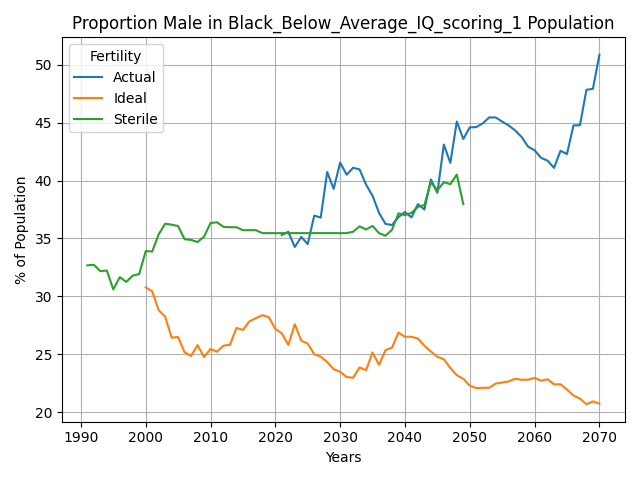 Proportion Male in Black_Below_Average_IQ_scoring_1 Population
Fertility
Actual
Ideal
Sterile
% of Population
50
45
40
35
30
25
20
1990 2000 2010 2020 2030 2040 2050 2060 2070
Years